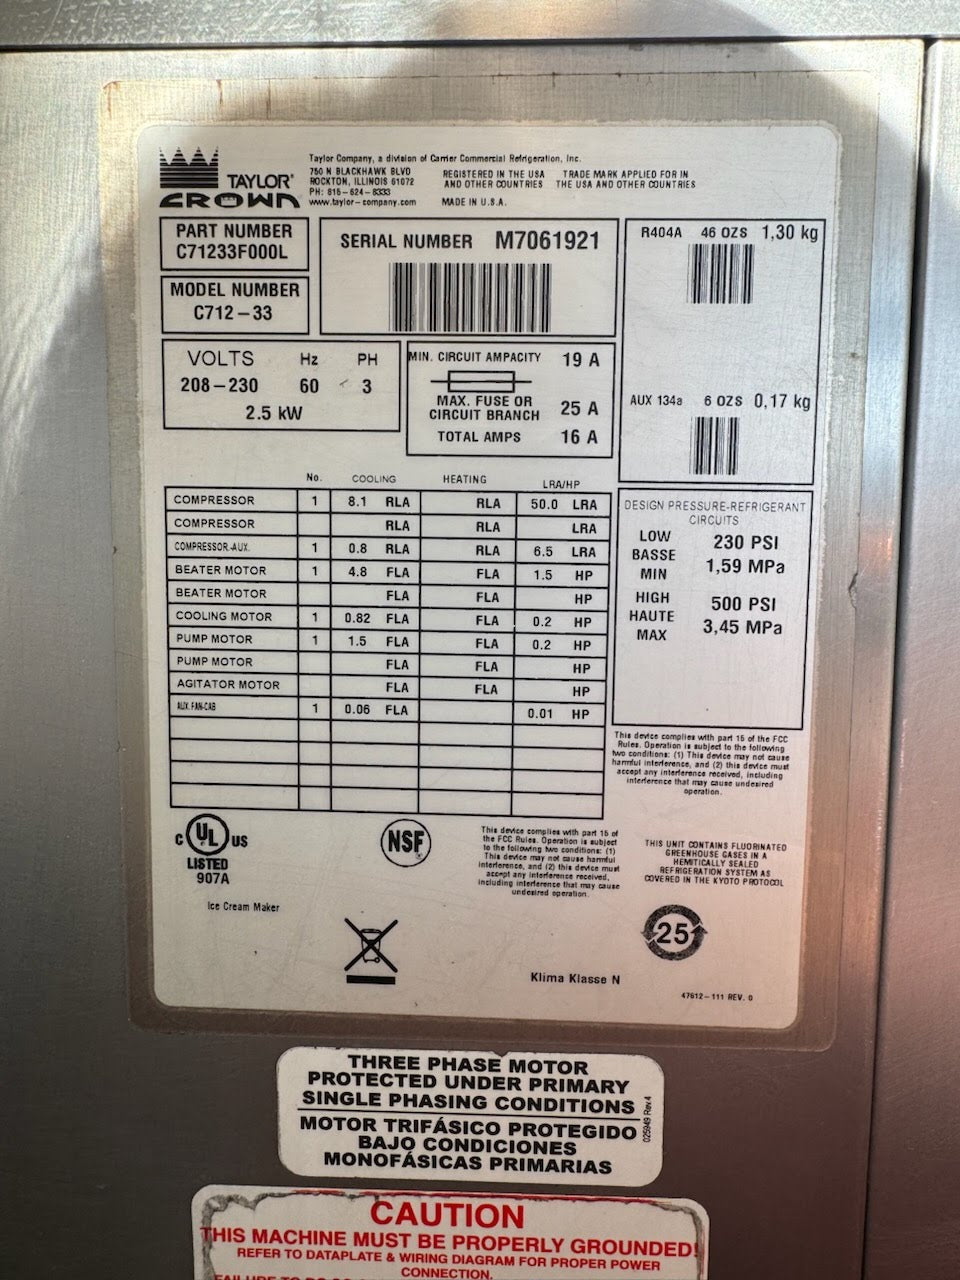 TAYLOR®
CROWN
Taylor Company, a division of Carrier Commercial Refrigeration, Inc.
750 N BLACKHAWK BLVD
ROCKTON, ILLINOIS 61072
PH: 815-624-8333
www.taylor-company.com
REGISTERED IN THE USA
AND OTHER COUNTRIES
TRADE MARK APPLIED FOR IN
THE USA AND OTHER COUNTRIES
MADE IN U.S.A.
PART NUMBER
C71233F000L
MODEL NUMBER
C712-33
SERIAL NUMBER M7061921
R404A 46 OZS 1,30 kg
AUX 134a 6 OZS 0,17 kg
VOLTS Hz PH
208-230 60 3
2.5 kW
MIN. CIRCUIT AMPACITY 19 A
MAX. FUSE OR
CIRCUIT BRANCH 25 A
TOTAL AMPS 16 A
No. COOLING HEATING LRA/HP
COMPRESSOR 1 8.1 RLA RLA 50.0 LRA
COMPRESSOR RLA RLA LRA
COMPRESSOR-AUX. 1 0.8 RLA RLA 6.5 LRA
BEATER MOTOR 1 4.8 FLA FLA 1.5 HP
BEATER MOTOR FLA FLA HP
COOLING MOTOR 1 0.82 FLA FLA 0.2 HP
PUMP MOTOR 1 1.5 FLA FLA 0.2 HP
PUMP MOTOR FLA FLA HP
AGITATOR MOTOR FLA FLA HP
AUX. FAN-CAB 1 0.06 FLA 0.01 HP
DESIGN PRESSURE-REFRIGERANT
CIRCUITS
LOW
BASSE
MIN
230 PSI
1,59 MPa
HIGH
HAUTE
MAX
500 PSI
3,45 MPa
This device complies with part 15 of the FCC
Rules. Operation is subject to the following
two conditions: (1) This device may not cause
harmful interference, and (2) this device must
accept any interference received, including
interference that may cause undesired
operation.
C UL US
LISTED
907A
Ice Cream Maker
NSF
This device complies with part 15 of
the FCC Rules. Operation is subject
to the following two conditions: (1)
This device may not cause harmful
interference, and (2) this device must
accept any interference received,
including interference that may cause
undesired operation.
THIS UNIT CONTAINS FLUORINATED
GREENHOUSE GASES IN A
HEMITICALLY SEALED
REFRIGERATION SYSTEM AS
COVERED IN THE KYOTO PROTOCOL
25
Klima Klasse N
47612-111 REV. 0
THREE PHASE MOTOR
PROTECTED UNDER PRIMARY
SINGLE PHASING CONDITIONS
MOTOR TRIFÁSICO PROTEGIDO
BAJO CONDICIONES
MONOFÁSICAS PRIMARIAS
025949 Rev.4
CAUTION
THIS MACHINE MUST BE PROPERLY GROUNDED!
REFER TO DATAPLATE & WIRING DIAGRAM FOR PROPER POWER
CONNECTION.